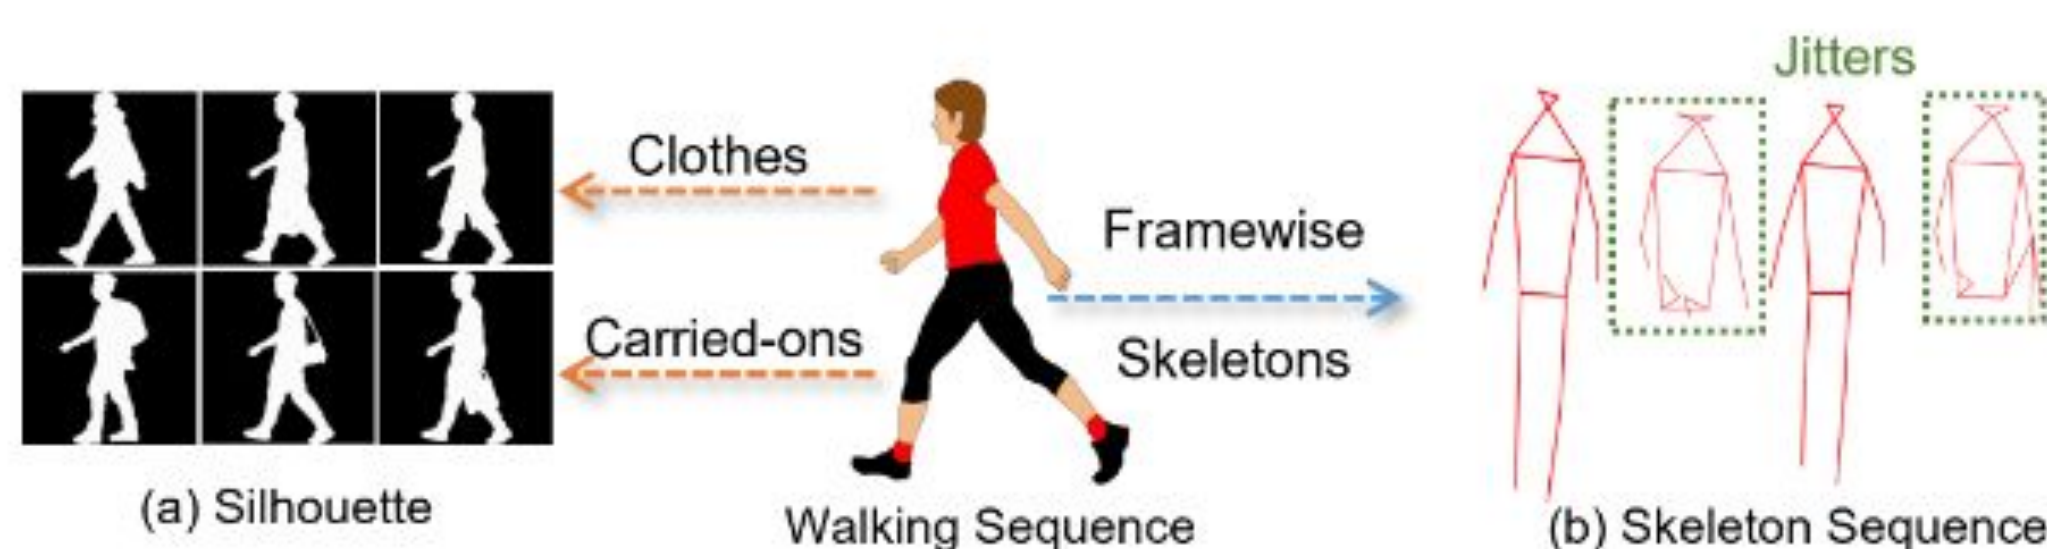 Jitters
Clothes
Framewise
Carried-ons
Skeletons
(a) Silhouette
Walking Sequence
(b) Skeleton Sequence